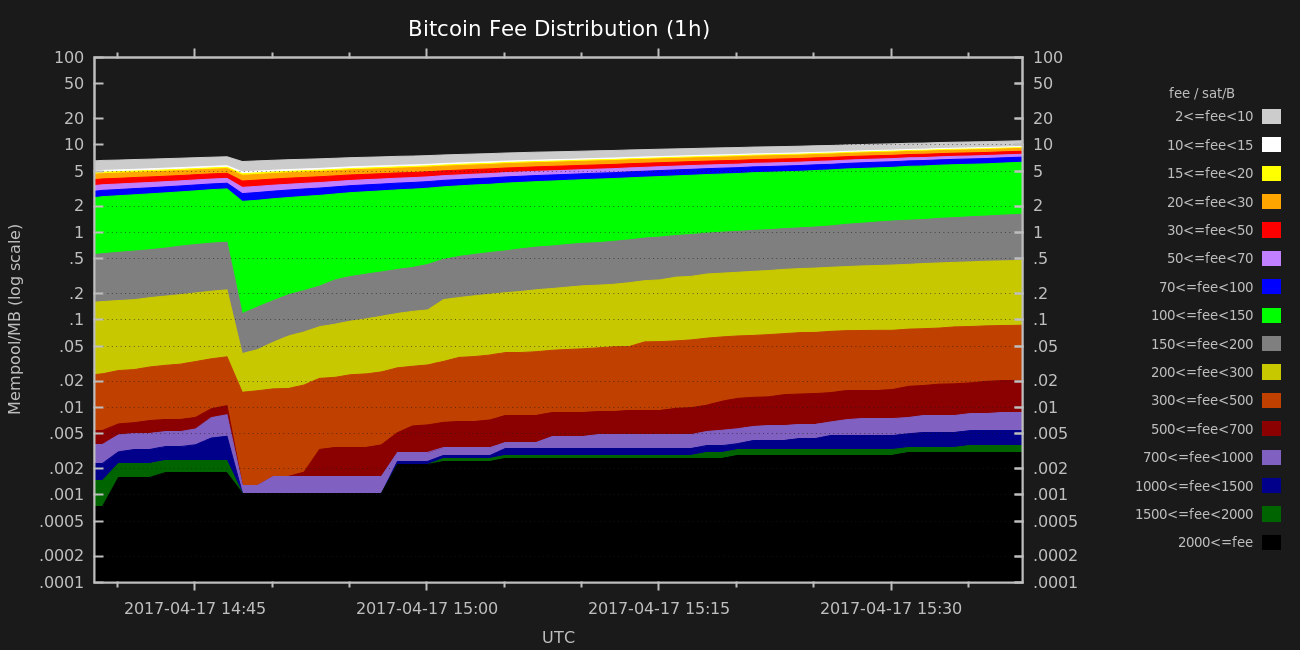 Bitcoin Fee Distribution (1h)
100
50
20
10
5
2
1
.5
.2
.1
.05
.02
.01
.005
.002
.001
.0005
.0002
.0001
Mempool/MB (log scale)
100
50
20
10
5
2
1
.5
.2
.1
.05
.02
.01
.005
.002
.001
.0005
.0002
.0001
2017-04-17 14:45
2017-04-17 15:00
2017-04-17 15:15
2017-04-17 15:30
UTC
fee / sat/B
2<=fee<10
10<=fee<15
15<=fee<20
20<=fee<30
30<=fee<50
50<=fee<70
70<=fee<100
100<=fee<150
150<=fee<200
200<=fee<300
300<=fee<500
500<=fee<700
700<=fee<1000
1000<=fee<1500
1500<=fee<2000
2000<=fee